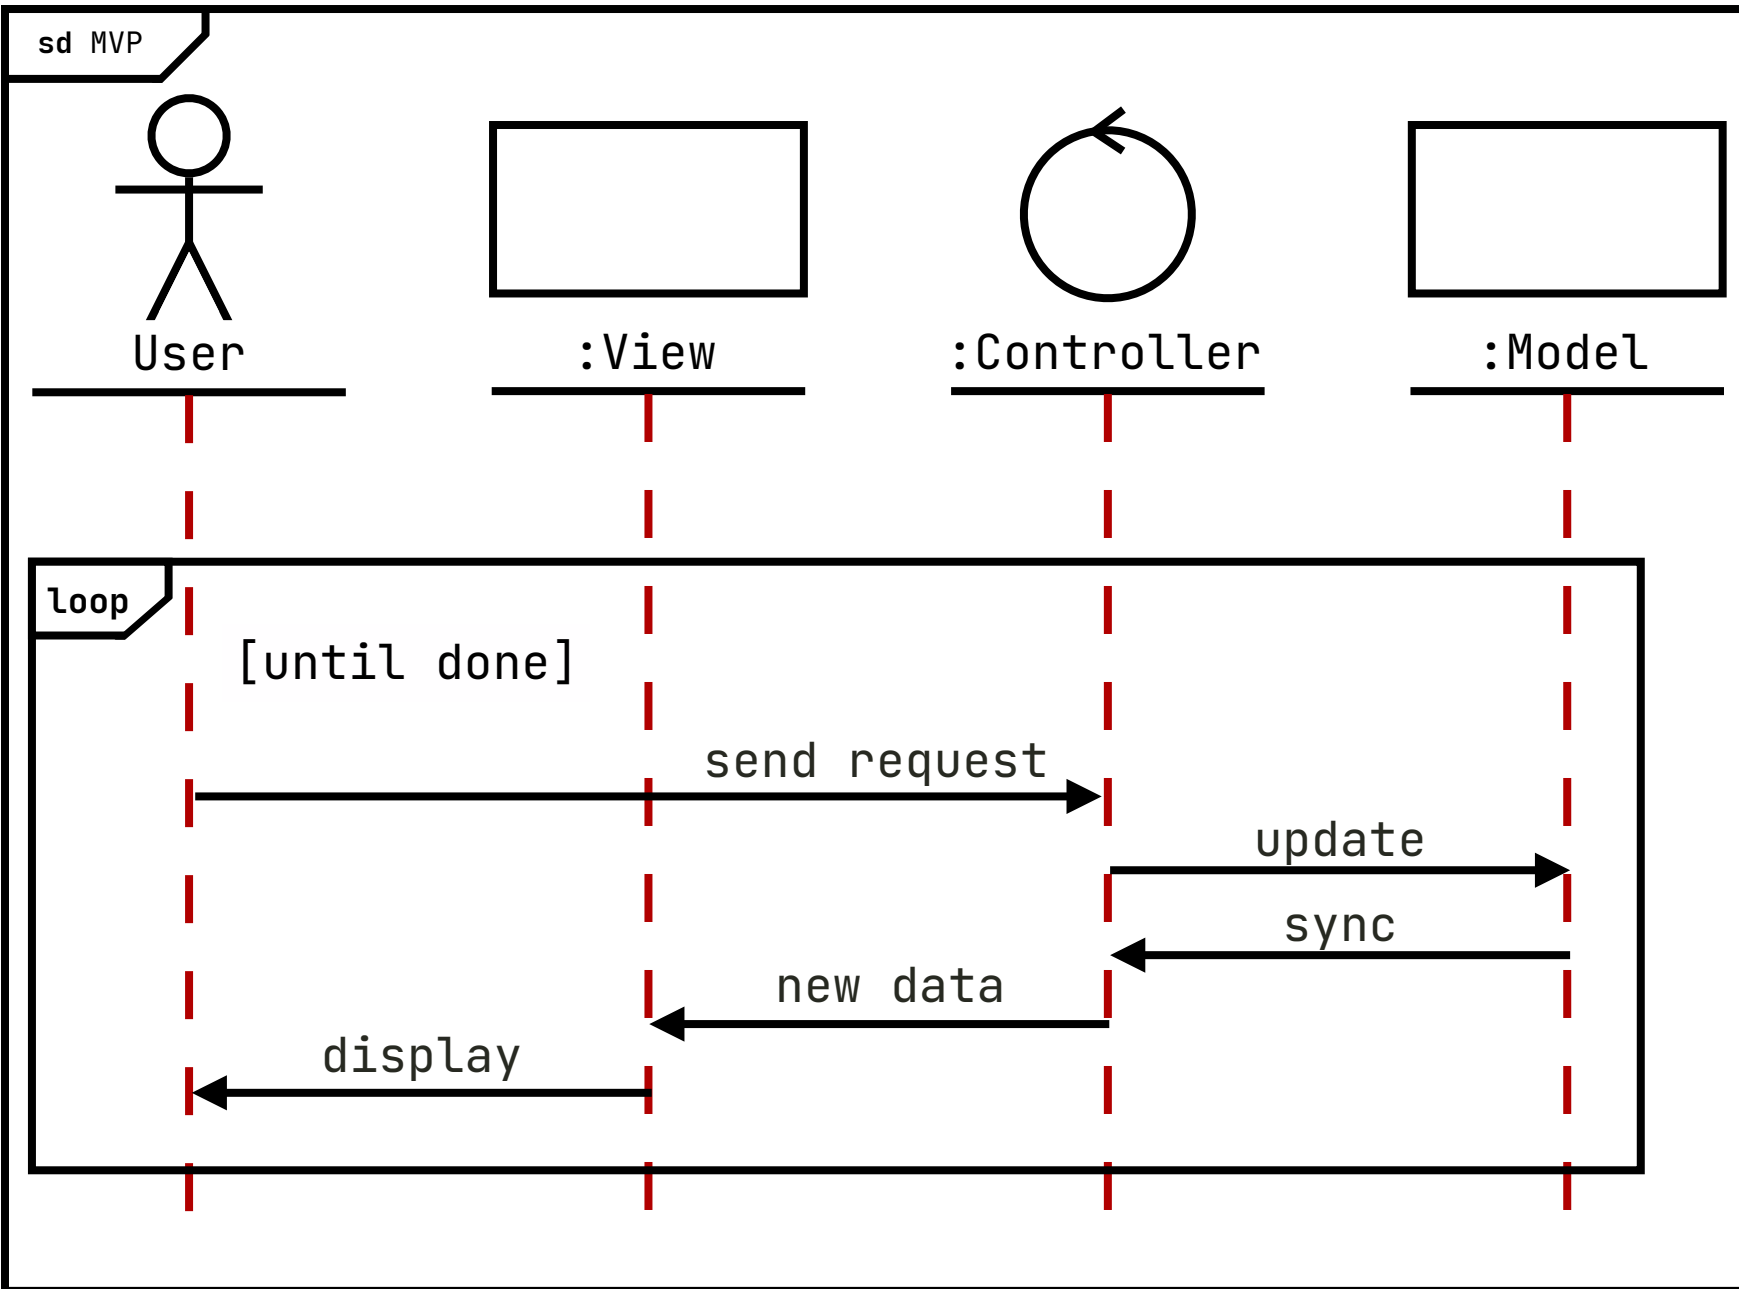 sd MVP
User
:View
:Controller
:Model
loop
[until done]
send request
update
sync
new data
display